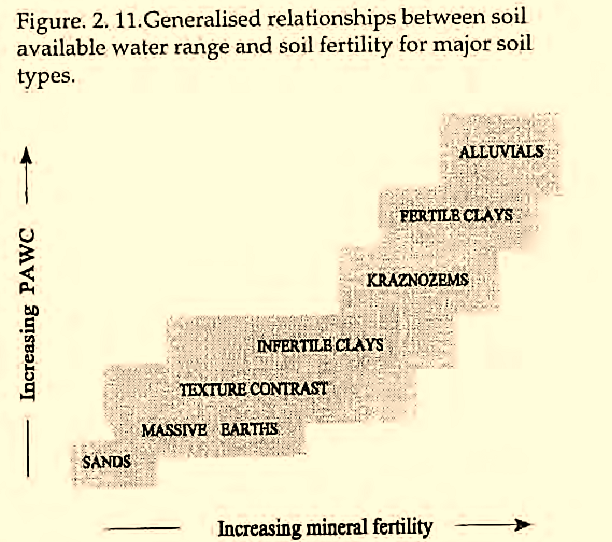 Figure. 2. 11.Generalised relationships between soil
available water range and soil fertility for major soil
types.
ALLUVIALS
FERTILE CLAYS
KRAZNOZEMS
INFERTILE CLAYS
TEXTURE CONTRAST
MASSIVE EARTHS
SANDS
Increasing PAWC
Increasing mineral fertility